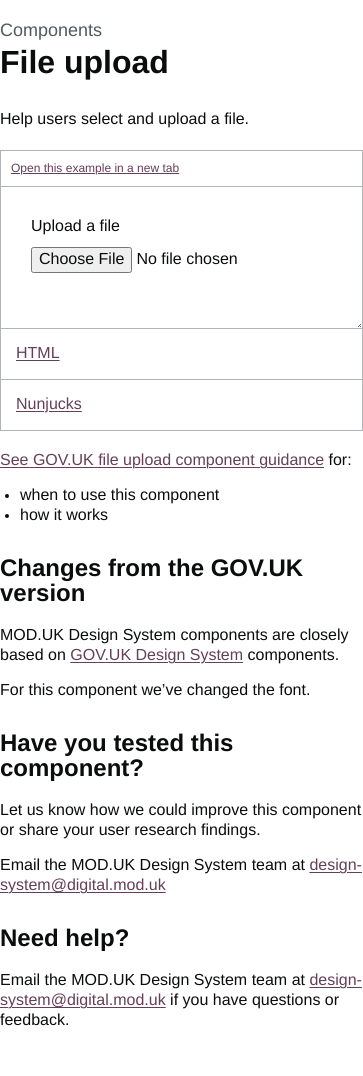 Components
File upload
Help users select and upload a file.
Open this example in a new tab
Upload a file
Choose File No file chosen
HTML
Nunjucks
See GOV.UK file upload component guidance for:
• when to use this component
• how it works
Changes from the GOV.UK
version
MOD.UK Design System components are closely
based on GOV.UK Design System components.
For this component we’ve changed the font.
Have you tested this
component?
Let us know how we could improve this component
or share your user research findings.
Email the MOD.UK Design System team at design-
system@digital.mod.uk
Need help?
Email the MOD.UK Design System team at design-
system@digital.mod.uk if you have questions or
feedback.